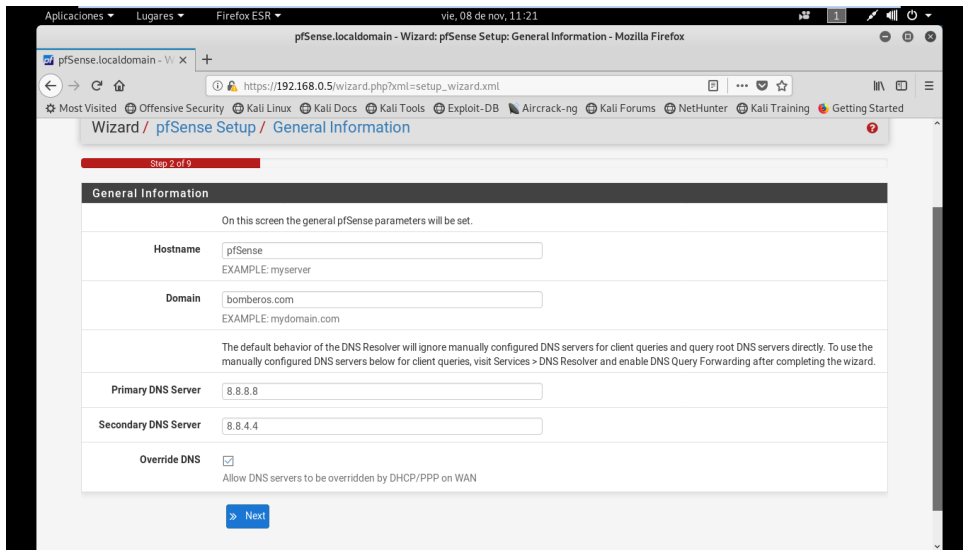 Aplicaciones ▾ Lugares ▾ Firefox ESR ▾ vie, 08 de nov, 11:21 1
pfSense.localdomain - Wizard: pfSense Setup: General Information - Mozilla Firefox
pfSense.localdomain - W
https://192.168.0.5/wizard.php?xml=setup_wizard.xml
Most Visited Offensive Security Kali Linux Kali Docs Kali Tools Exploit-DB Aircrack-ng Kali Forums NetHunter Kali Training Getting Started
Wizard / pfSense Setup / General Information
Step 2 of 9
General Information
On this screen the general pfSense parameters will be set.
Hostname pfSense
EXAMPLE: myserver
Domain bomberos.com
EXAMPLE: mydomain.com
The default behavior of the DNS Resolver will ignore manually configured DNS servers for client queries and query root DNS servers directly. To use the
manually configured DNS servers below for client queries, visit Services > DNS Resolver and enable DNS Query Forwarding after completing the wizard.
Primary DNS Server 8.8.8.8
Secondary DNS Server 8.8.4.4
Override DNS
Allow DNS servers to be overridden by DHCP/PPP on WAN
» Next